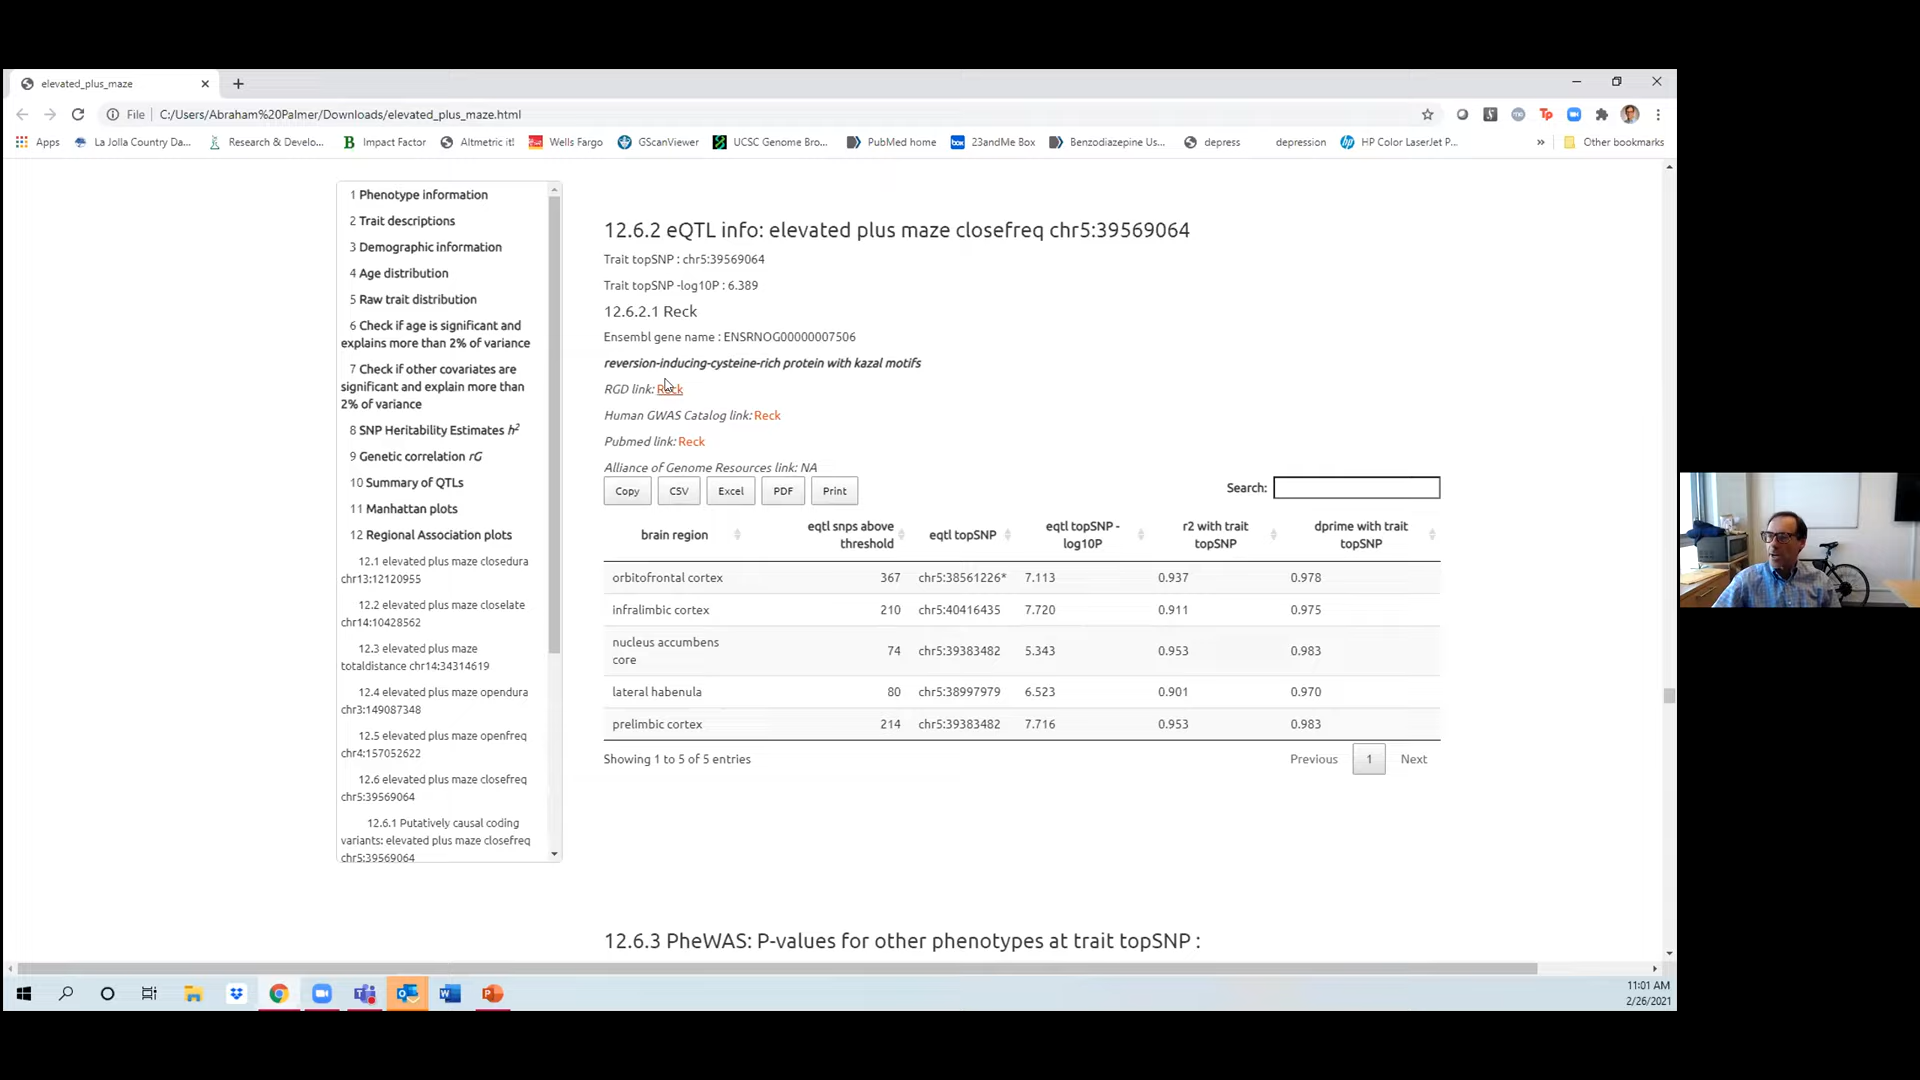 elevated_plus_maze
File C:/Users/Abraham%20Palmer/Downloads/elevated_plus_maze.html
Apps La Jolla Country Da... Research & Develo... Impact Factor Altmetric it! Wells Fargo GScanViewer UCSC Genome Bro... PubMed home 23andMe Box Benzodiazepine Us... depress depression HP Color LaserJet P... » Other bookmarks
1 Phenotype information
2 Trait descriptions
3 Demographic information
4 Age distribution
5 Raw trait distribution
6 Check if age is significant and
explains more than 2% of variance
7 Check if other covariates are
significant and explain more than
2% of variance
8 SNP Heritability Estimates h²
9 Genetic correlation rG
10 Summary of QTLs
11 Manhattan plots
12 Regional Association plots
12.1 elevated plus maze closedura
chr13:12120955
12.2 elevated plus maze closelate
chr14:10428562
12.3 elevated plus maze
totaldistance chr14:34314619
12.4 elevated plus maze opendura
chr3:149087348
12.5 elevated plus maze openfreq
chr4:157052622
12.6 elevated plus maze closefreq
chr5:39569064
12.6.1 Putatively causal coding
variants: elevated plus maze closefreq
chr5:39569064
12.6.2 eQTL info: elevated plus maze closefreq chr5:39569064
Trait topSNP : chr5:39569064
Trait topSNP -log10P : 6.389
12.6.2.1 Reck
Ensembl gene name : ENSRNOG00000007506
reversion-inducing-cysteine-rich protein with kazal motifs
RGD link: Reck
Human GWAS Catalog link: Reck
Pubmed link: Reck
Alliance of Genome Resources link: NA
Copy CSV Excel PDF Print Search:
brain region eqtl snps above threshold eqtl topSNP eqtl topSNP -log10P r2 with trait topSNP dprime with trait topSNP
orbitofrontal cortex 367 chr5:38561226* 7.113 0.937 0.978
infralimbic cortex 210 chr5:40416435 7.720 0.911 0.975
nucleus accumbens core 74 chr5:39383482 5.343 0.953 0.983
lateral habenula 80 chr5:38997979 6.523 0.901 0.970
prelimbic cortex 214 chr5:39383482 7.716 0.953 0.983
Showing 1 to 5 of 5 entries Previous 1 Next
12.6.3 PheWAS: P-values for other phenotypes at trait topSNP :
11:01 AM
2/26/2021